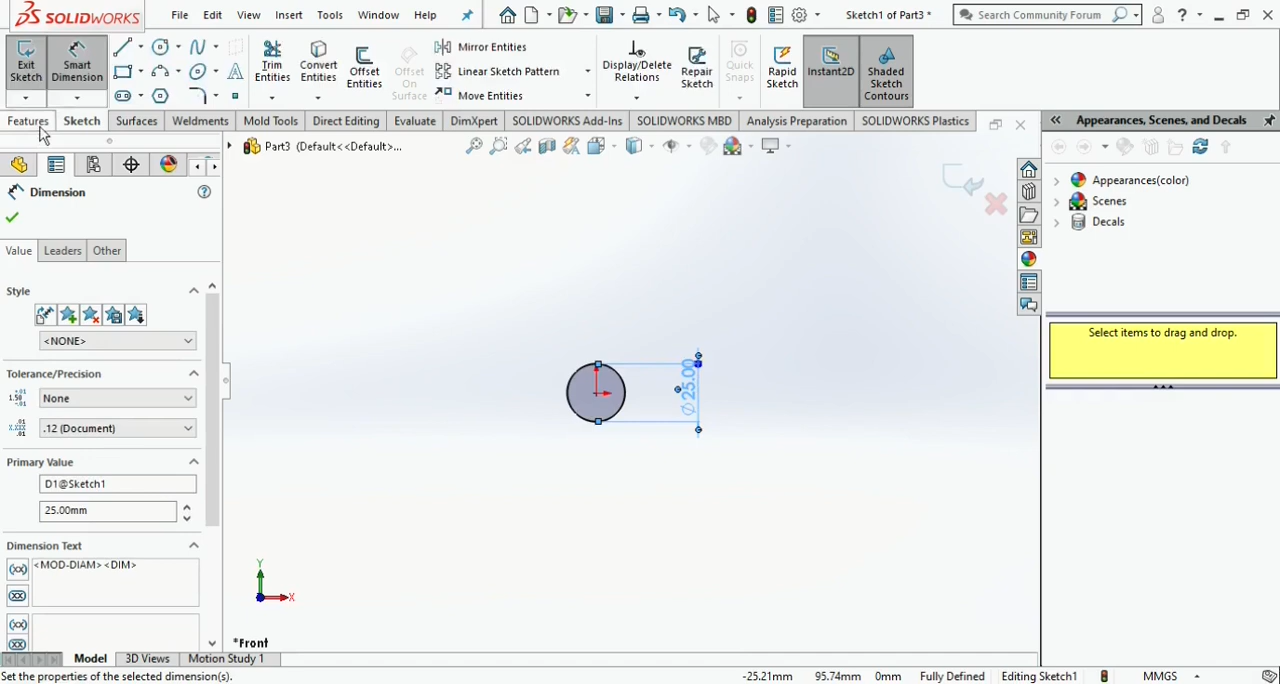 SOLIDWORKS
File Edit View Insert Tools Window Help
Sketch1 of Part3 *
Search Community Forum
?
Exit Sketch
Smart Dimension
Trim Entities
Convert Entities
Offset Entities
Offset On Surface
Mirror Entities
Linear Sketch Pattern
Move Entities
Display/Delete Relations
Repair Sketch
Quick Snaps
Rapid Sketch
Instant2D
Shaded Sketch Contours
Features Sketch Surfaces Weldments Mold Tools Direct Editing Evaluate DimXpert SOLIDWORKS Add-Ins SOLIDWORKS MBD Analysis Preparation SOLIDWORKS Plastics
Appearances, Scenes, and Decals
Part3 (Default<<Default>...
Dimension
?
Value Leaders Other
Style
<NONE>
Tolerance/Precision
None
.12 (Document)
Primary Value
D1@Sketch1
25.00mm
Dimension Text
<MOD-DIAM><DIM>
Appearances(color)
Scenes
Decals
Select items to drag and drop.
∅25.00
Y
X
*Front
Model 3D Views Motion Study 1
Set the properties of the selected dimension(s).
-25.21mm 95.74mm 0mm Fully Defined Editing Sketch1 MMGS